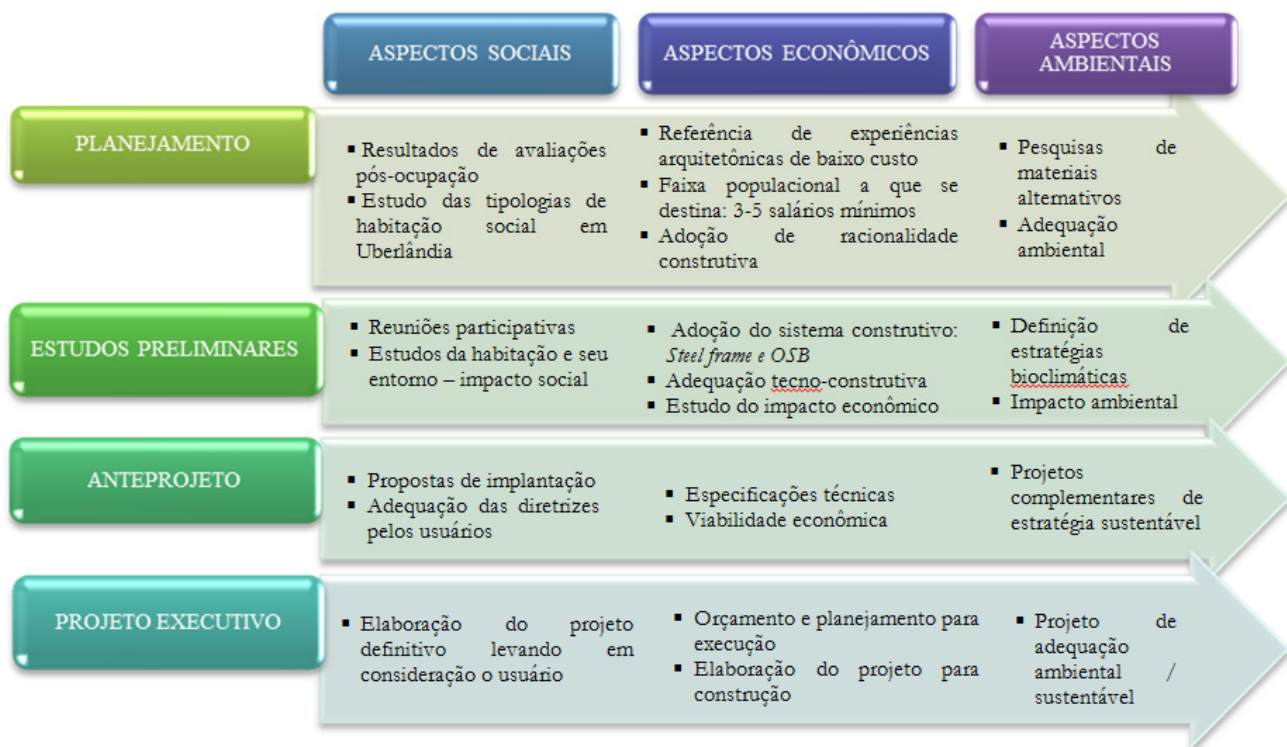 ASPECTOS SOCIAIS
ASPECTOS ECONÔMICOS
ASPECTOS
AMBIENTAIS
PLANEJAMENTO
▪ Resultados de avaliações
pós-ocupação
▪ Estudo das tipologias de
habitação social em
Uberlândia
▪ Referência de experiências
arquitetônicas de baixo custo
▪ Faixa populacional a que se
destina: 3-5 salários mínimos
▪ Adoção de racionalidade
construtiva
▪ Pesquisas de
materiais
alternativos
▪ Adequação
ambiental
ESTUDOS PRELIMINARES
▪ Reuniões participativas
▪ Estudos da habitação e seu
entorno – impacto social
▪ Adoção do sistema construtivo:
Steel frame e OSB
▪ Adequação tecno-construtiva
▪ Estudo do impacto econômico
▪ Definição de
estratégias
bioclimáticas
▪ Impacto ambiental
ANTEPROJETO
▪ Propostas de implantação
▪ Adequação das diretrizes
pelos usuários
▪ Especificações técnicas
▪ Viabilidade econômica
▪ Projetos
complementares de
estratégia sustentável
PROJETO EXECUTIVO
▪ Elaboração do projeto
definitivo levando em
consideração o usuário
▪ Orçamento e planejamento para
execução
▪ Elaboração do projeto para
construção
▪ Projeto de
adequação
ambiental /
sustentável